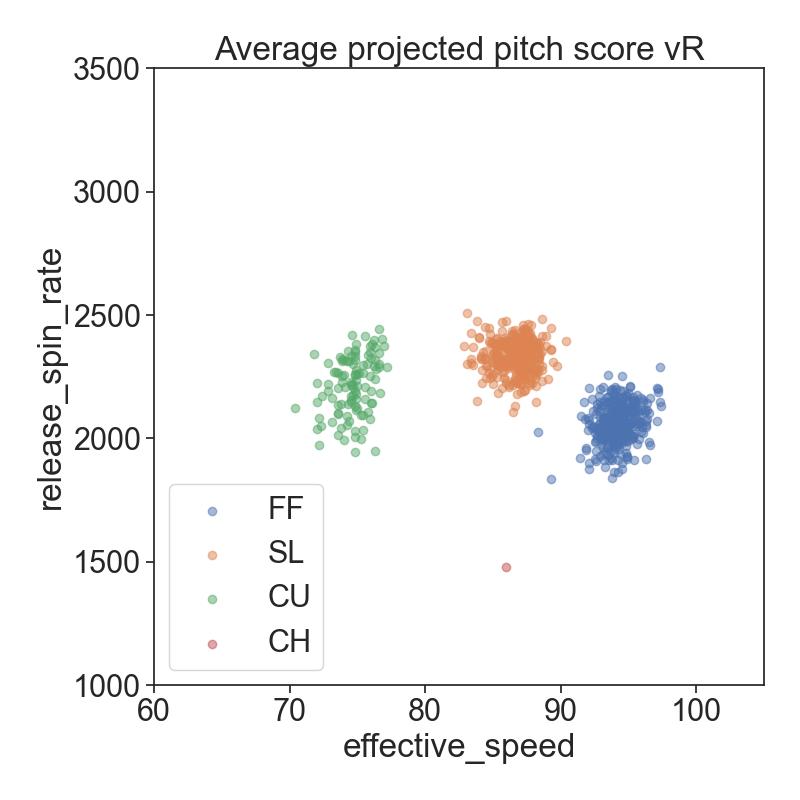 Average projected pitch score vR
3500
3000
2500
2000
1500
1000
release_spin_rate
FF
SL
CU
CH
60
70
80
90
100
effective_speed